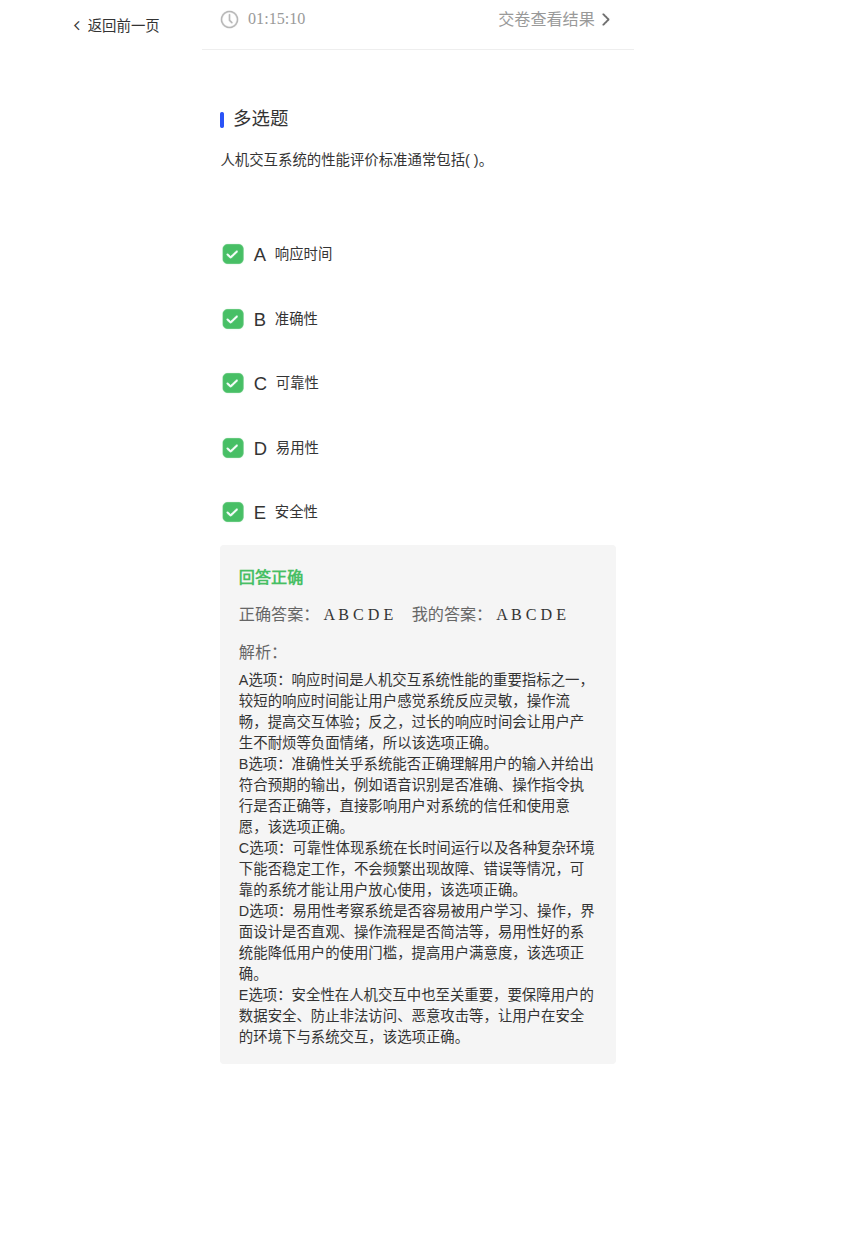 返回前一页
01:15:10
交卷查看结果
多选题
人机交互系统的性能评价标准通常包括( )。
A 响应时间
B 准确性
C 可靠性
D 易用性
E 安全性
回答正确
正确答案： A B C D E 我的答案： A B C D E
解析：
A选项：响应时间是人机交互系统性能的重要指标之一，
较短的响应时间能让用户感觉系统反应灵敏，操作流
畅，提高交互体验；反之，过长的响应时间会让用户产
生不耐烦等负面情绪，所以该选项正确。
B选项：准确性关乎系统能否正确理解用户的输入并给出
符合预期的输出，例如语音识别是否准确、操作指令执
行是否正确等，直接影响用户对系统的信任和使用意
愿，该选项正确。
C选项：可靠性体现系统在长时间运行以及各种复杂环境
下能否稳定工作，不会频繁出现故障、错误等情况，可
靠的系统才能让用户放心使用，该选项正确。
D选项：易用性考察系统是否容易被用户学习、操作，界
面设计是否直观、操作流程是否简洁等，易用性好的系
统能降低用户的使用门槛，提高用户满意度，该选项正
确。
E选项：安全性在人机交互中也至关重要，要保障用户的
数据安全、防止非法访问、恶意攻击等，让用户在安全
的环境下与系统交互，该选项正确。